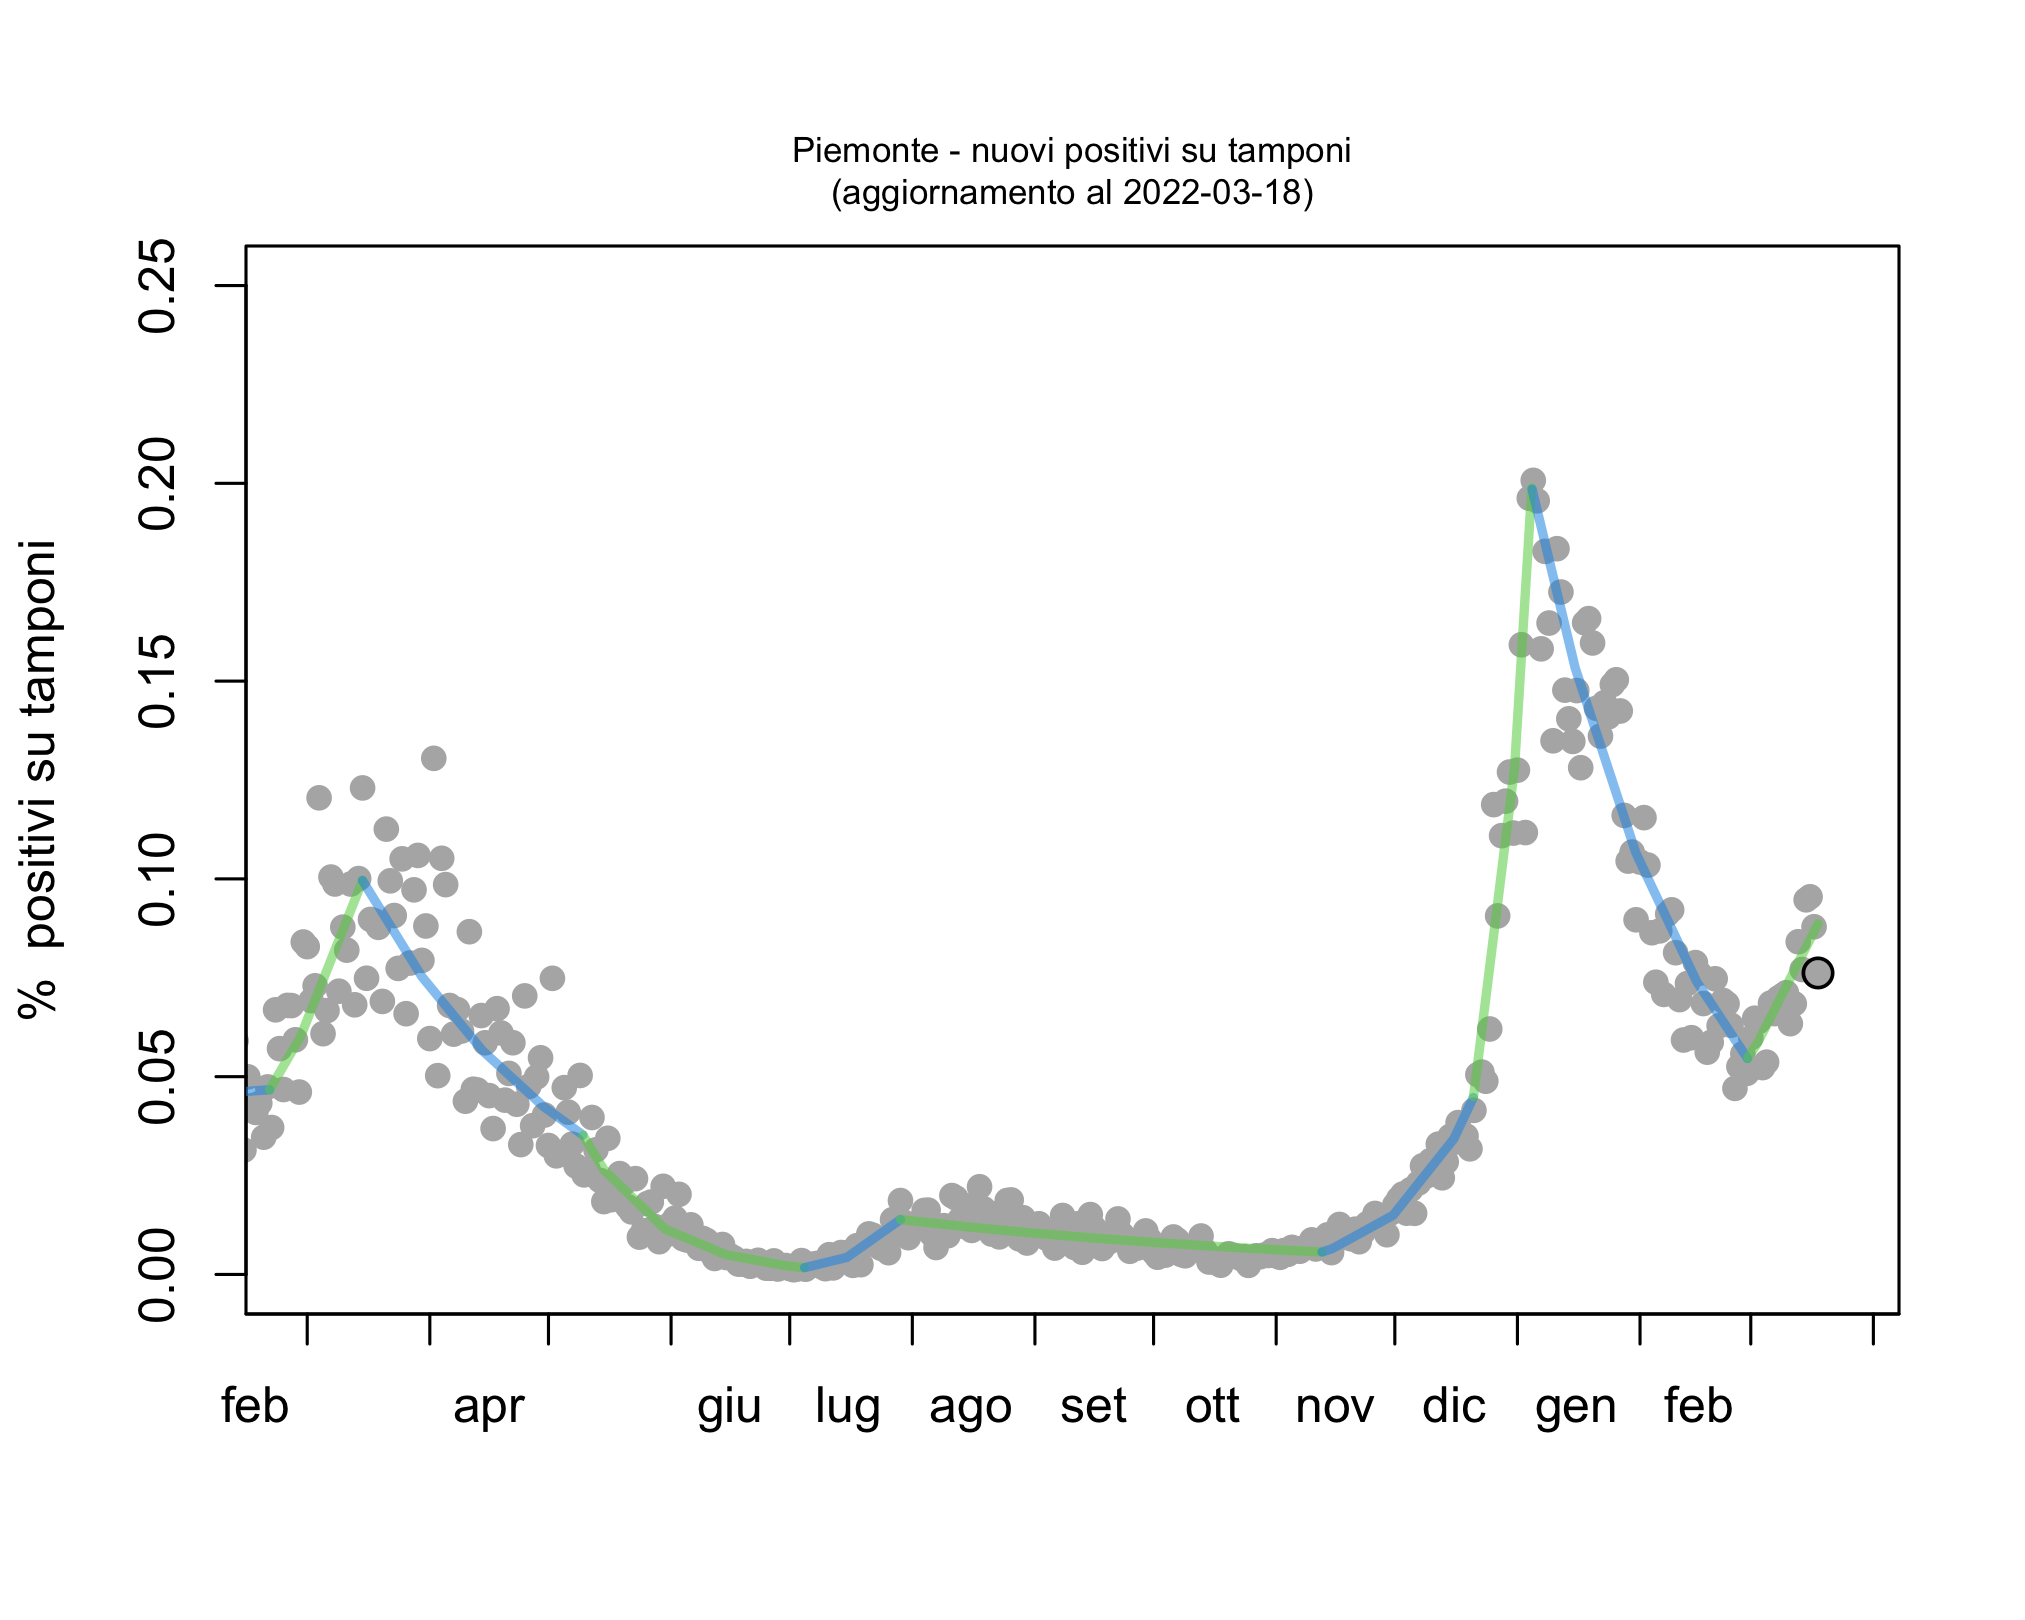 Piemonte - nuovi positivi su tamponi
(aggiornamento al 2022-03-18)
% positivi su tamponi
0.25
0.20
0.15
0.10
0.05
0.00
feb apr giu lug ago set ott nov dic gen feb